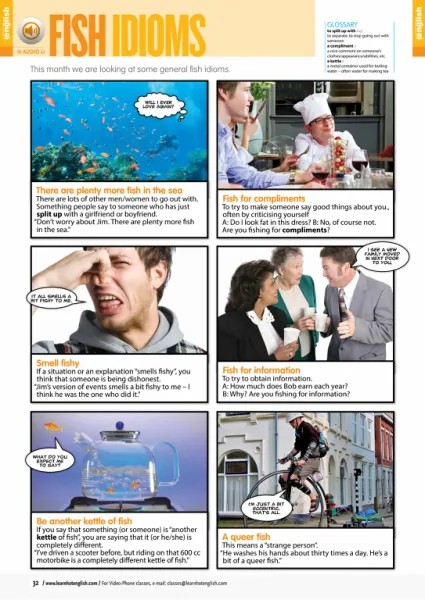 english
english
AUDIO
FISH IDIOMS
This month we are looking at some general fish idioms.
GLOSSARY
to split up with
to separate; to stop going out with
someone
a compliment
a nice comment on someone's
clothes/appearance/abilities, etc.
a kettle
a metal container used for boiling
water – often water for making tea
WILL I EVER
LOVE AGAIN?
There are plenty more fish in the sea
There are lots of other men/women to go out with.
Something people say to someone who has just
split up with a girlfriend or boyfriend.
"Don't worry about Jim. There are plenty more fish
in the sea."
Fish for compliments
To try to make someone say good things about you,
often by criticising yourself
A: Do I look fat in this dress? B: No, of course not.
Are you fishing for compliments?
IT ALL SMELLS A
BIT FISHY TO ME.
Smell fishy
If a situation or an explanation "smells fishy", you
think that someone is being dishonest.
"Jim's version of events smells a bit fishy to me – I
think he was the one who did it."
I SEE A NEW
FAMILY MOVED
IN NEXT DOOR
TO YOU.
Fish for information
To try to obtain information.
A: How much does Bob earn each year?
B: Why? Are you fishing for information?
WHAT DO YOU
EXPECT ME
TO SAY?
Be another kettle of fish
If you say that something (or someone) is "another
kettle of fish", you are saying that it (or he/she) is
completely different.
"I've driven a scooter before, but riding on that 600 cc
motorbike is a completely different kettle of fish."
I'M JUST A BIT
ECCENTRIC,
THAT'S ALL.
A queer fish
This means a "strange person".
"He washes his hands about thirty times a day. He's a
bit of a queer fish."
32 / www.learnhotenglish.com / For Video-Phone classes, e-mail: classes@learnhotenglish.com